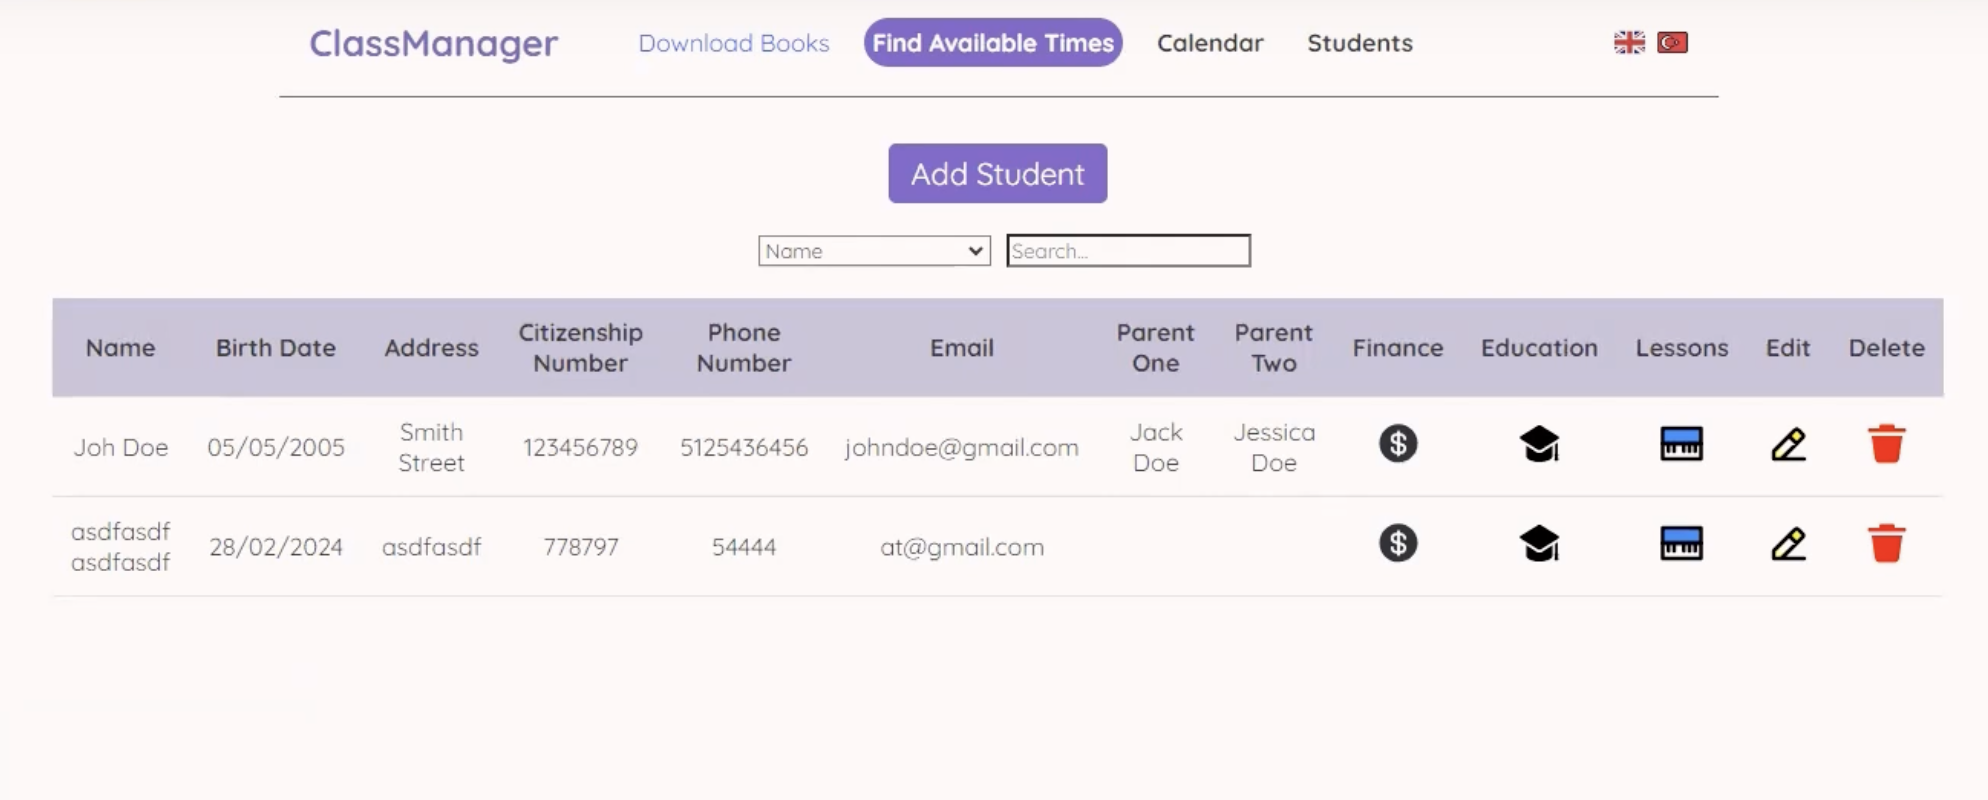 ClassManager Download Books Find Available Times Calendar Students
Add Student
Name Search...
Name Birth Date Address Citizenship Number Phone Number Email Parent One Parent Two Finance Education Lessons Edit Delete
Joh Doe 05/05/2005 Smith Street 123456789 5125436456 johndoe@gmail.com Jack Doe Jessica Doe
asdfasdf asdfasdf 28/02/2024 asdfasdf 778797 54444 at@gmail.com